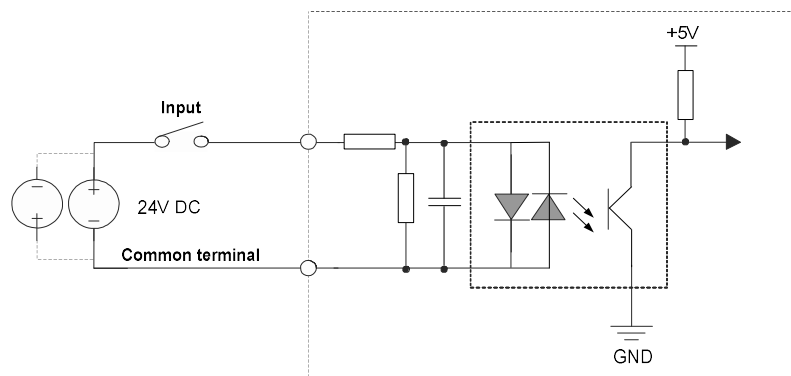 +5V
Input
24V DC
Common terminal
GND